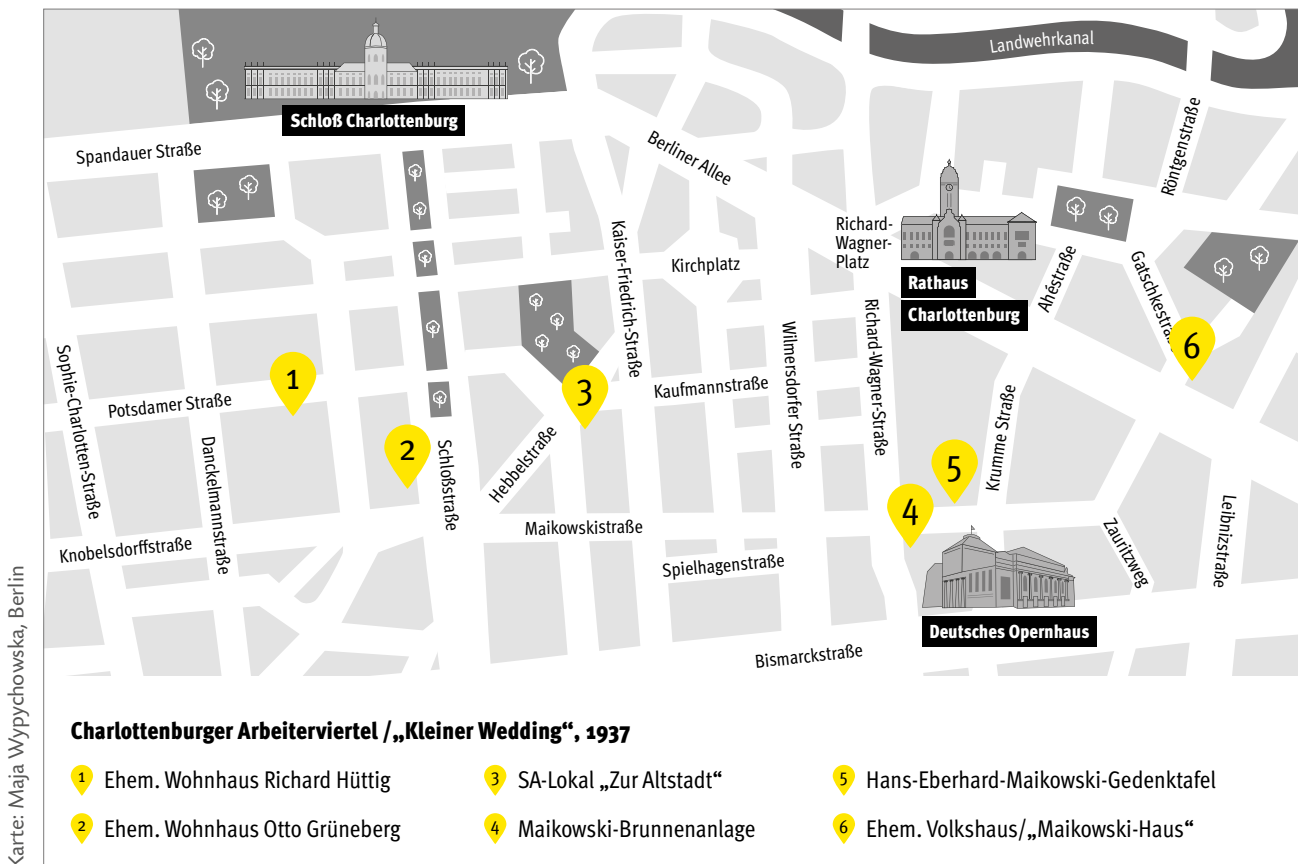 Landwehrkanal
Schloß Charlottenburg
Spandauer Straße
Berliner Allee
Röntgenstraße
Richard-
Wagner-
Platz
Kaiser-Friedrich-Straße
Kirchplatz
Rathaus
Charlottenburg
Ahéstraße
Gatschkestraße
6
Sophie-Charlotten-Straße
1
Potsdamer Straße
3
Kaufmannstraße
Wilmersdorfer Straße
Richard-Wagner-Straße
Danckelmannstraße
2
Schloßstraße
Hebbelstraße
5
Krumme Straße
4
Knobelsdorffstraße
Maikowskistraße
Zauritzweg
Leibnizstraße
Spielhagenstraße
Deutsches Opernhaus
Bismarckstraße
Charlottenburger Arbeiterviertel /„Kleiner Wedding“, 1937
1 Ehem. Wohnhaus Richard Hüttig
2 Ehem. Wohnhaus Otto Grüneberg
3 SA-Lokal „Zur Altstadt“
4 Maikowski-Brunnenanlage
5 Hans-Eberhard-Maikowski-Gedenktafel
6 Ehem. Volkshaus/„Maikowski-Haus“
Karte: Maja Wypychowska, Berlin